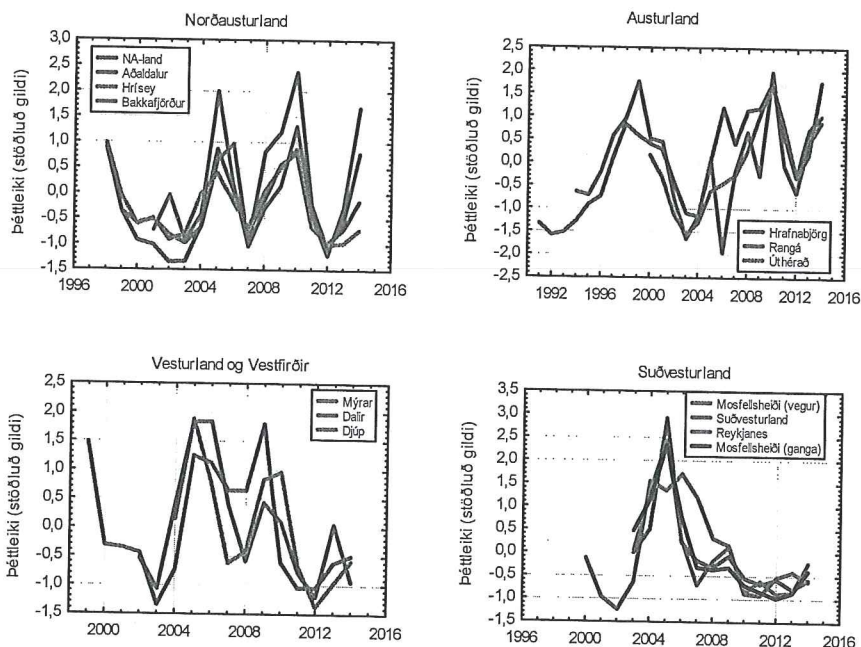 Norðausturland
Þéttleiki (stöðluð gildi)
3,0
2,5
2,0
1,5
1,0
0,5
0,0
-0,5
-1,0
-1,5
NA-land
Aðaldalur
Hrísey
Bakkafjörður
1996 2000 2004 2008 2012 2016
Austurland
Þéttleiki (stöðluð gildi)
2,5
2,0
1,5
1,0
0,5
0,0
-0,5
-1,0
-1,5
-2,0
-2,5
Hrafnabjörg
Rangá
Úthérað
1992 1996 2000 2004 2008 2012 2016
Vesturland og Vestfirðir
Þéttleiki (stöðluð gildi)
2,5
2,0
1,5
1,0
0,5
0,0
-0,5
-1,0
-1,5
Mýrar
Dalir
Djúp
2000 2004 2008 2012 2016
Suðvesturland
Þéttleiki (stöðluð gildi)
3,5
3,0
2,5
2,0
1,5
1,0
0,5
0,0
-0,5
-1,0
-1,5
Mosfellsheiði (vegur)
Suðvesturland
Reykjanes
Mosfellsheiði (ganga)
1996 2000 2004 2008 2012 2016